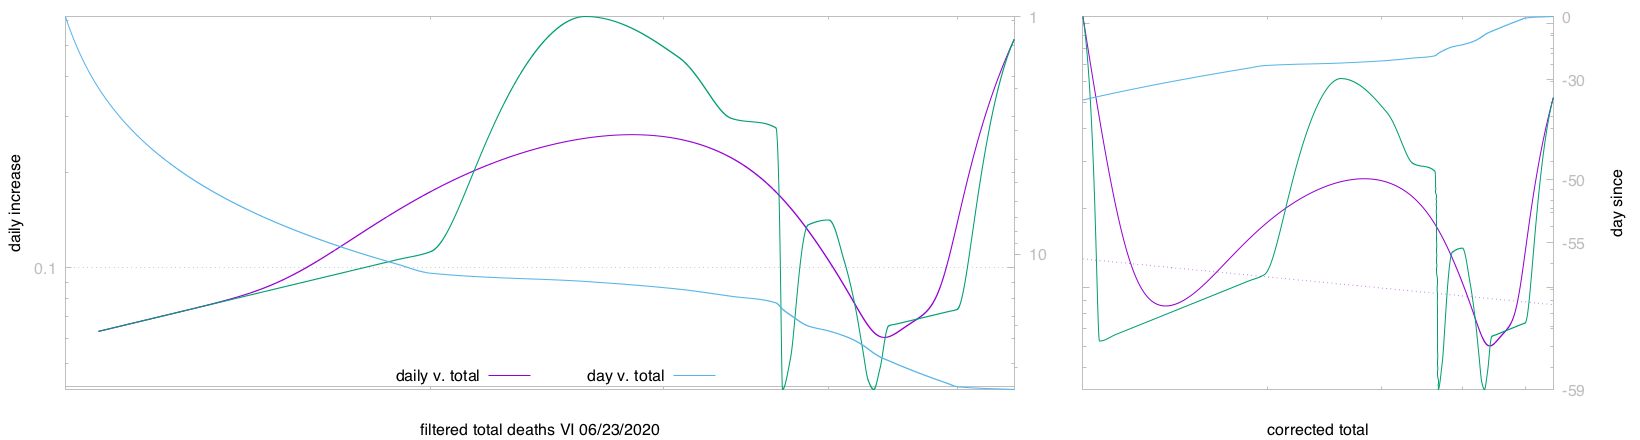 daily increase
0.1
daily v. total
day v. total
1
10
filtered total deaths VI 06/23/2020
0
-30
-50
-55
-59
day since
corrected total